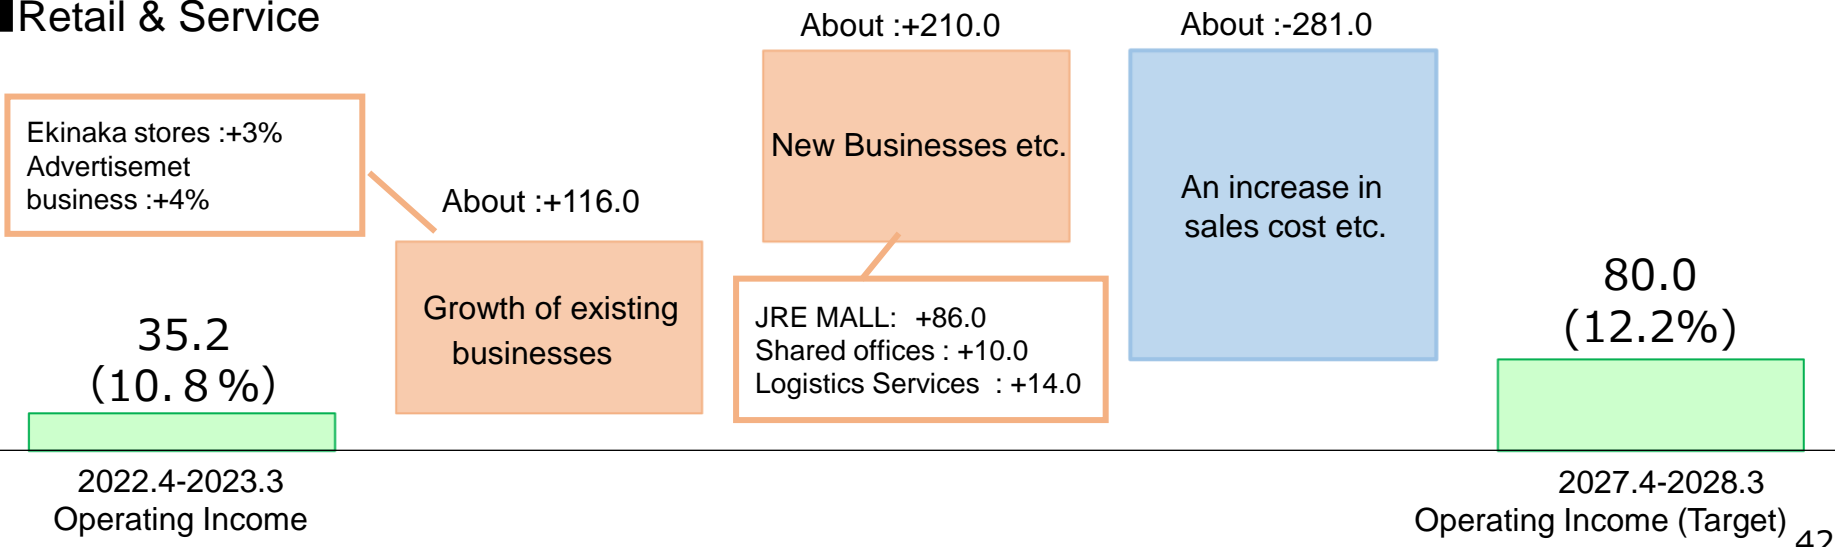 ■Retail & Service
About :+210.0
About :-281.0
Ekinaka stores :+3%
Advertisemet
business :+4%
About :+116.0
New Businesses etc.
An increase in
sales cost etc.
Growth of existing
businesses
JRE MALL: +86.0
Shared offices : +10.0
Logistics Services : +14.0
35.2
(10.8%)
80.0
(12.2%)
2022.4-2023.3
Operating Income
2027.4-2028.3
Operating Income (Target)
42